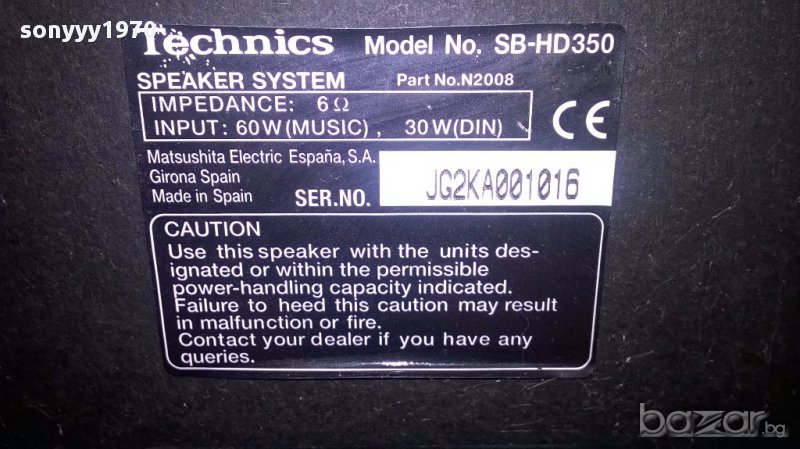 sonyyy1979
Technics Model No. SB-HD350
SPEAKER SYSTEM Part No.N2008
IMPEDANCE: 6Ω
INPUT: 60W(MUSIC), 30W(DIN)
CE
Matsushita Electric España, S.A.
Girona Spain
Made in Spain SER.NO. JG2KA001016
CAUTION
Use this speaker with the units des-
ignated or within the permissible
power-handling capacity indicated.
Failure to heed this caution may result
in malfunction or fire.
Contact your dealer if you have any
queries.
bazar.bg